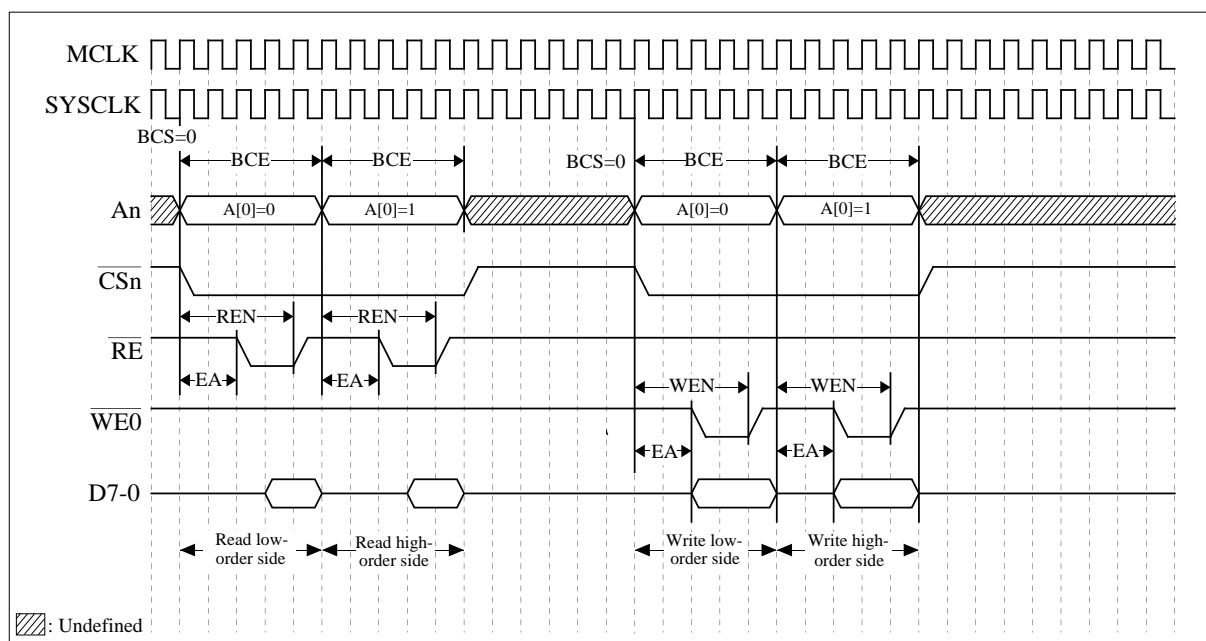 MCLK
SYSCLK
BCS=0
BCE
BCE
BCS=0
BCE
BCE
An
A[0]=0
A[0]=1
A[0]=0
A[0]=1
CSn
REN
REN
RE
EA
EA
WEN
WEN
WE0
EA
EA
D7-0
Read low-
order side
Read high-
order side
Write low-
order side
Write high-
order side
: Undefined